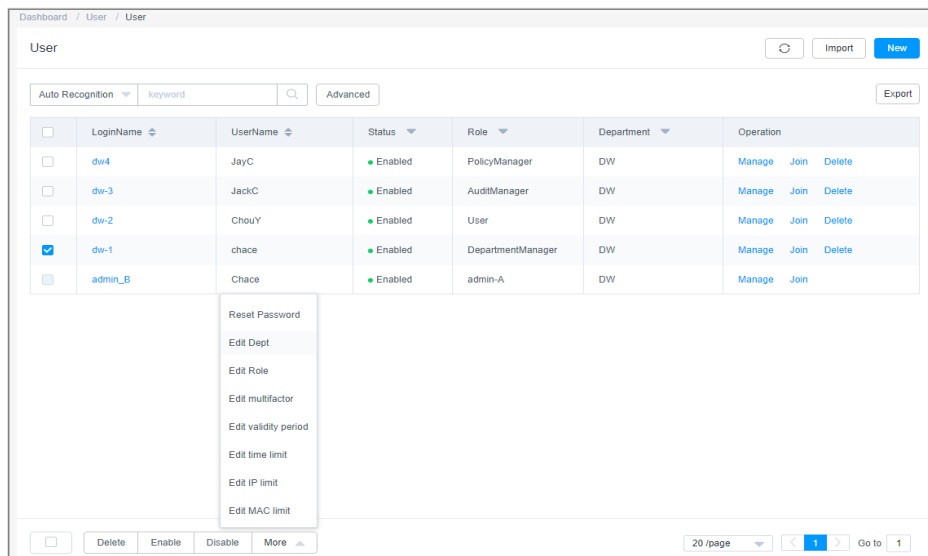 Dashboard / User / User
User
Import
New
Auto Recognition
keyword
Advanced
Export
LoginName UserName Status Role Department Operation
dw4 JayC Enabled PolicyManager DW Manage Join Delete
dw-3 JackC Enabled AuditManager DW Manage Join Delete
dw-2 ChouY Enabled User DW Manage Join Delete
dw-1 chace Enabled DepartmentManager DW Manage Join Delete
admin_B Chace Enabled admin-A DW Manage Join
Reset Password
Edit Dept
Edit Role
Edit multifactor
Edit validity period
Edit time limit
Edit IP limit
Edit MAC limit
Delete Enable Disable More
20 /page 1 Go to 1